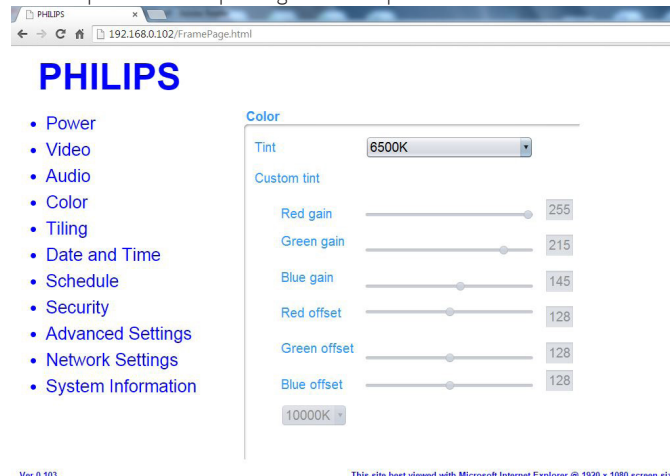 PHILIPS
192.168.0.102/FramePage.html
PHILIPS
Power
Video
Audio
Color
Tiling
Date and Time
Schedule
Security
Advanced Settings
Network Settings
System Information
Color
Tint 6500K
Custom tint
Red gain 255
Green gain 215
Blue gain 145
Red offset 128
Green offset 128
Blue offset 128
10000K
Ver 0.103
This site best viewed with Microsoft Internet Explorer @ 1920 x 1080 screen